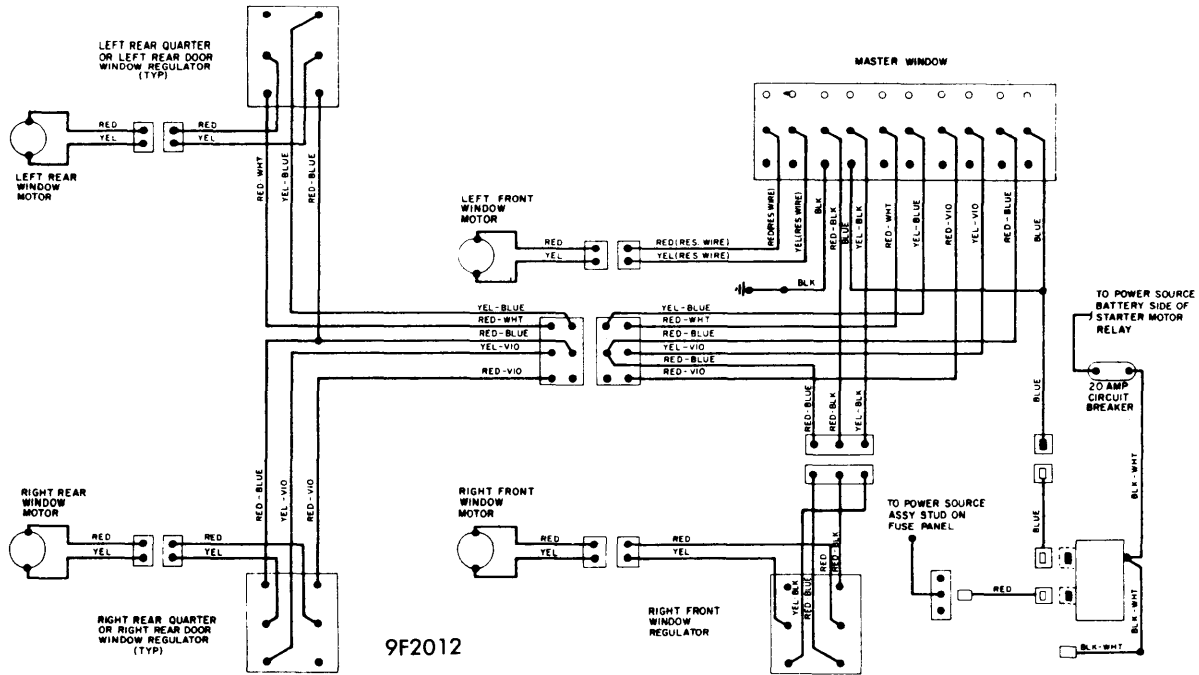 LEFT REAR QUARTER
OR LEFT REAR DOOR
WINDOW REGULATOR
(TYP)
MASTER WINDOW
RED
YEL
RED
YEL
LEFT REAR
WINDOW
MOTOR
RED-WHT
YEL-BLUE
RED-BLUE
LEFT FRONT
WINDOW
MOTOR
RED
YEL
RED(RES. WIRE)
YEL(RES WIRE)
RED(RES WIRE)
YEL(RES. WIRE)
BLK
RED-BLK
BLUE
YEL-BLK
RED-WHT
YEL-BLUE
RED-VIO
YEL-VIO
RED-BLUE
BLUE
BLK
TO POWER SOURCE
BATTERY SIDE OF
STARTER MOTOR
RELAY
YEL-BLUE
RED-WHT
RED-BLUE
YEL-VIO
RED-VIO
YEL-BLUE
RED-WHT
RED-BLUE
YEL-VIO
RED-BLUE
RED-VIO
20 AMP
CIRCUIT
BREAKER
RED-BLUE
RED-BLK
YEL-BLK
BLUE
BLK-WHT
RED-BLUE
YEL-VIO
RED-VIO
RIGHT REAR
WINDOW
MOTOR
RED
YEL
RED
YEL
RIGHT FRONT
WINDOW
MOTOR
RED
YEL
RED
YEL
TO POWER SOURCE
ASSY STUD ON
FUSE PANEL
BLUE
RED
RED-BLK
YEL BLK
RED BLUE
RED
BLK-WHT
BLK-WHT
RIGHT REAR QUARTER
OR RIGHT REAR DOOR
WINDOW REGULATOR
(TYP)
RIGHT FRONT
WINDOW
REGULATOR
9F2012